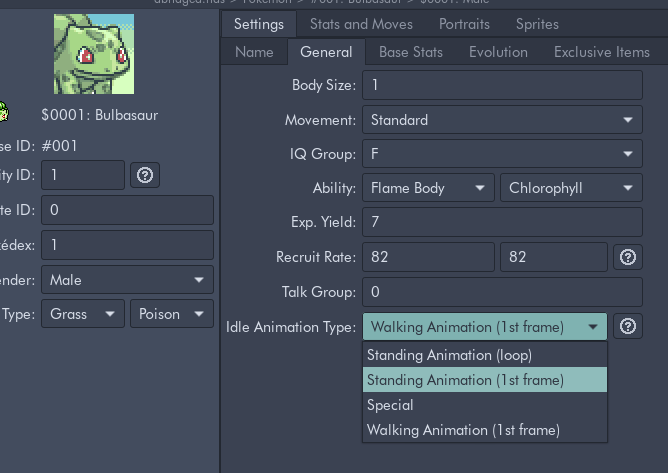 > Pokémon > #001: Bulbasaur > $0001: Male
Settings Stats and Moves Portraits Sprites
Name General Base Stats Evolution Exclusive Items
$0001: Bulbasaur
se ID: #001
ity ID: 1
te ID: 0
édex: 1
ender: Male
Type: Grass Poison
Body Size: 1
Movement: Standard
IQ Group: F
Ability: Flame Body Chlorophyll
Exp. Yield: 7
Recruit Rate: 82 82
Talk Group: 0
Idle Animation Type: Walking Animation (1st frame)
Standing Animation (loop)
Standing Animation (1st frame)
Special
Walking Animation (1st frame)